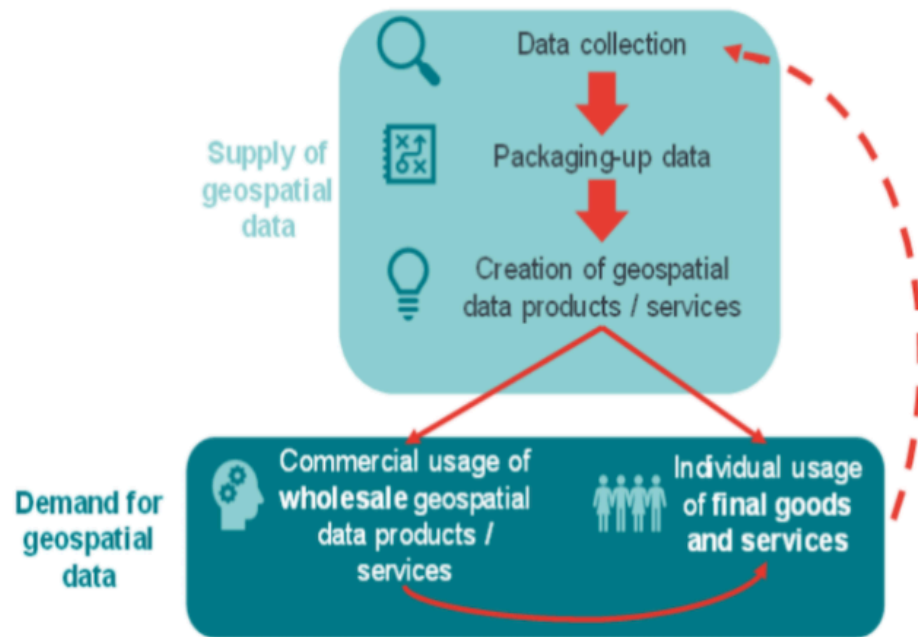 Data collection
Packaging-up data
Supply of
geospatial
data
Creation of geospatial
data products / services
Demand for
geospatial
data
Commercial usage of
wholesale geospatial
data products /
services
Individual usage
of final goods
and services